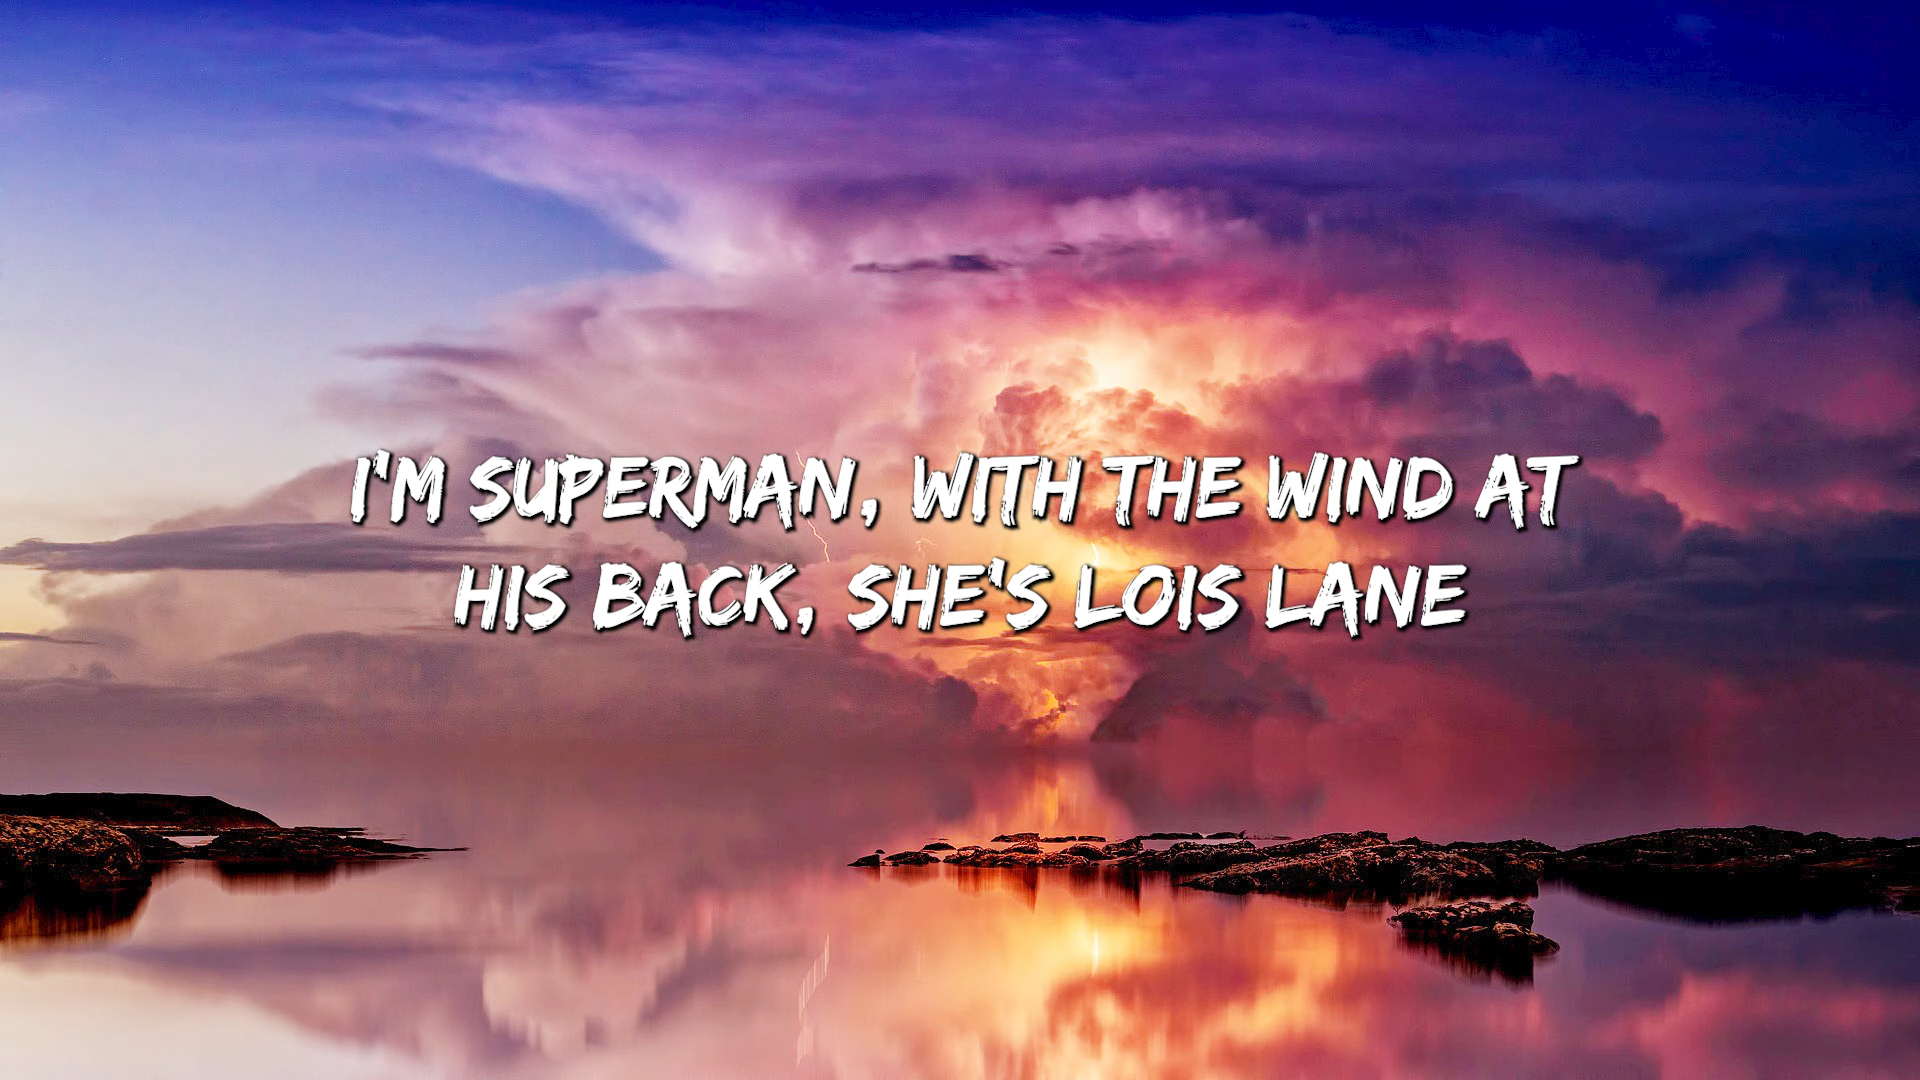 I'M SUPERMAN, WITH THE WIND AT
HIS BACK, SHE'S LOIS LANE